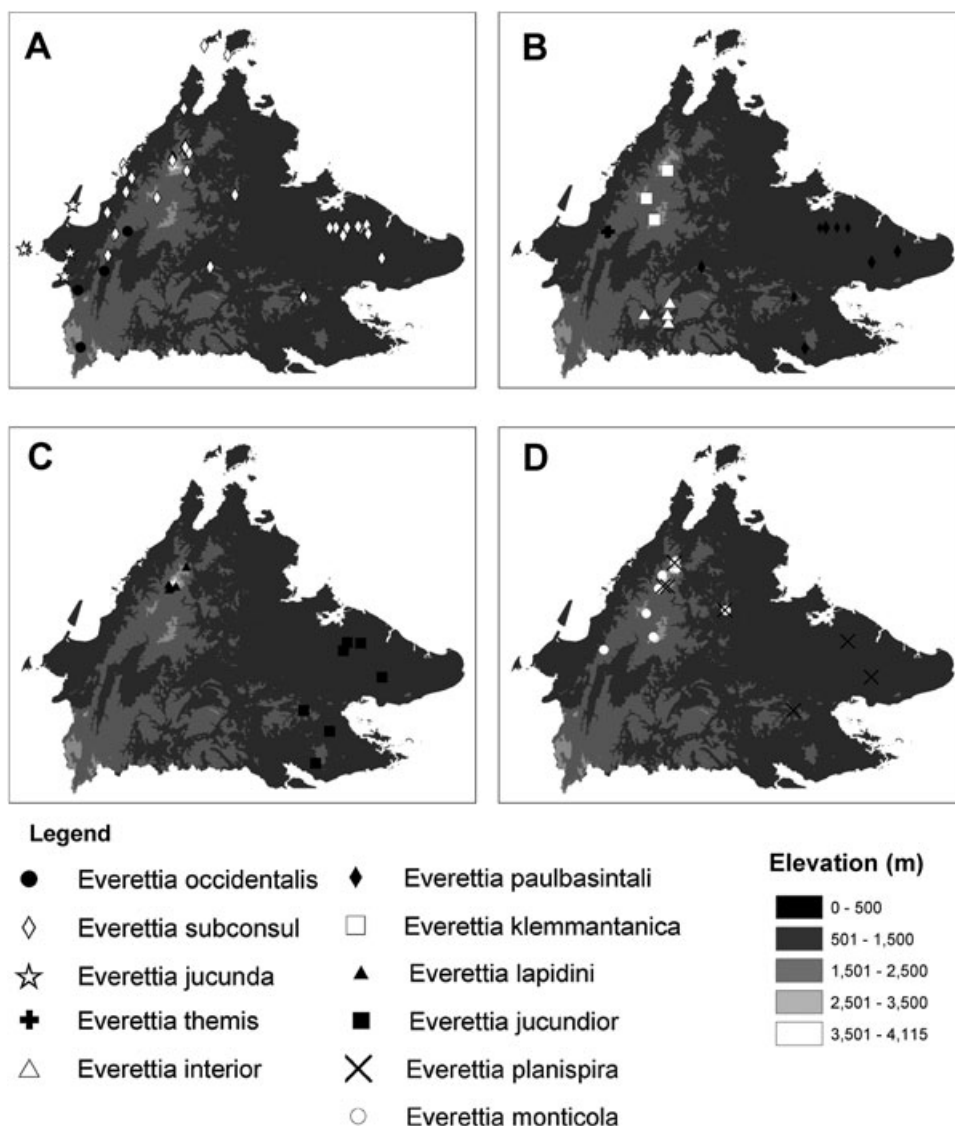 A
B
C
D
Legend
Everettia occidentalis
Everettia subconsul
Everettia jucunda
Everettia themis
Everettia interior
Everettia paulbasintali
Everettia klemmantanica
Everettia lapidini
Everettia jucundior
Everettia planispira
Everettia monticola
Elevation (m)
0 - 500
501 - 1,500
1,501 - 2,500
2,501 - 3,500
3,501 - 4,115